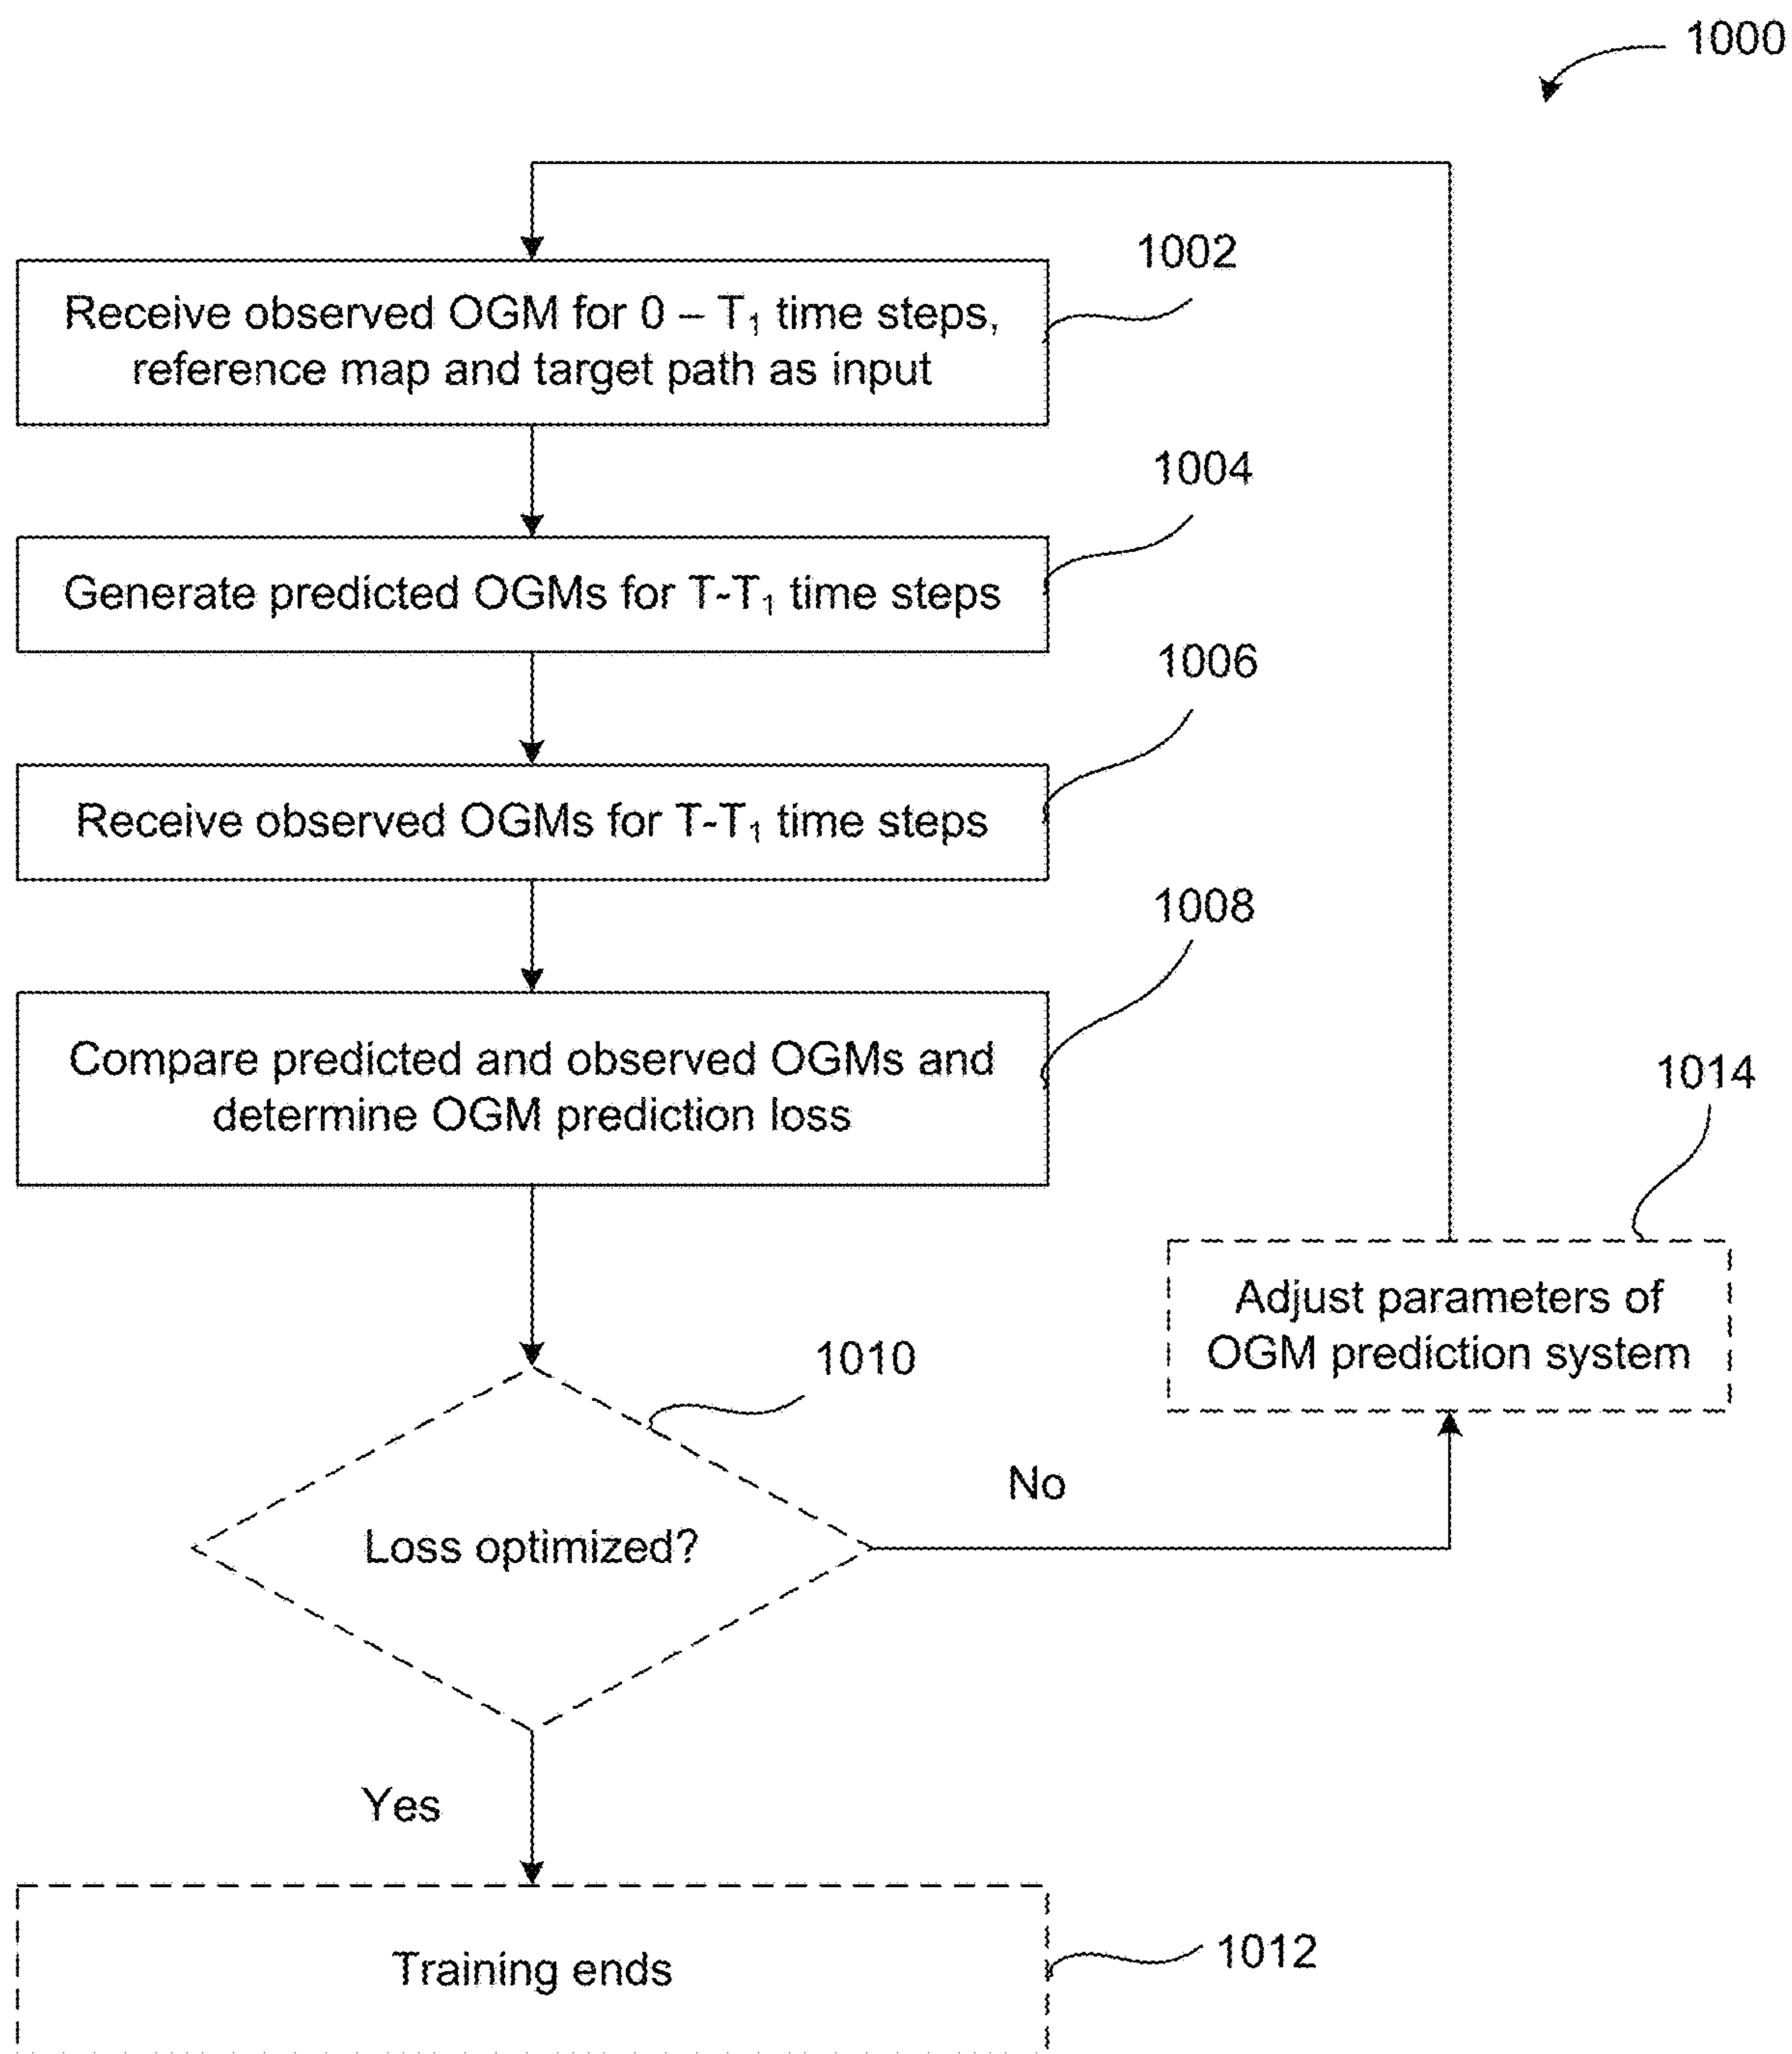 1000
1002
Receive observed OGM for 0 – T₁ time steps,
reference map and target path as input
1004
Generate predicted OGMs for T-T₁ time steps
1006
Receive observed OGMs for T-T₁ time steps
1008
Compare predicted and observed OGMs and
determine OGM prediction loss
1014
Adjust parameters of
OGM prediction system
1010
Loss optimized?
No
Yes
Training ends
1012